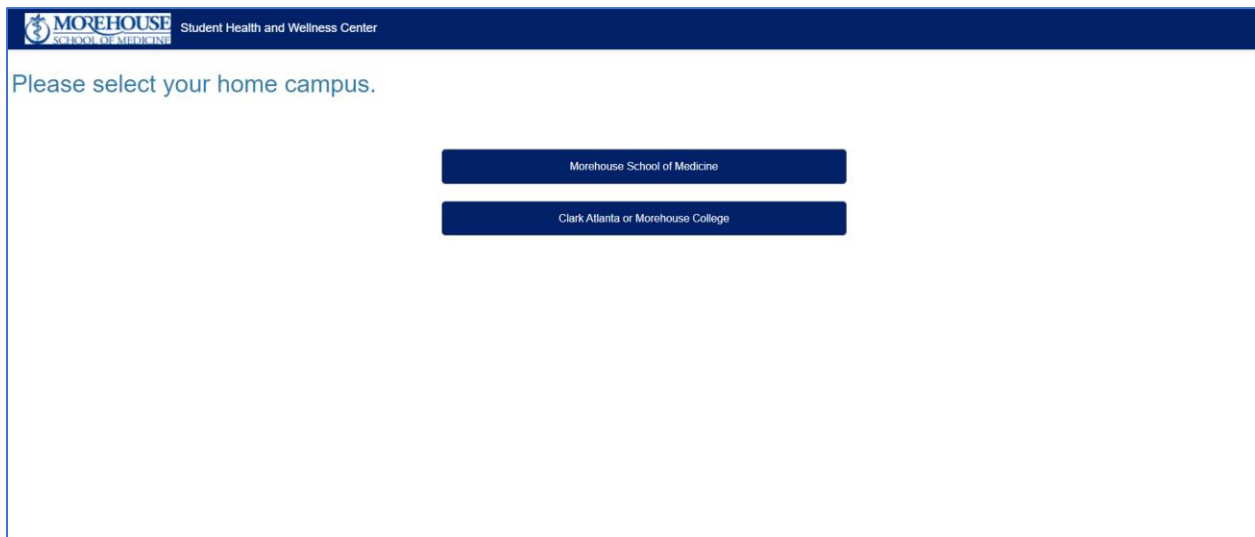 MOREHOUSE
SCHOOL OF MEDICINE
Student Health and Wellness Center
Please select your home campus.
Morehouse School of Medicine
Clark Atlanta or Morehouse College